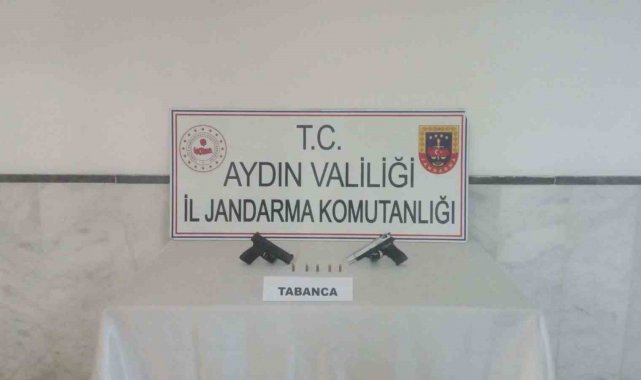 T.C.
AYDIN VALİLİĞİ
İL JANDARMA KOMUTANLIĞI
TABANCA